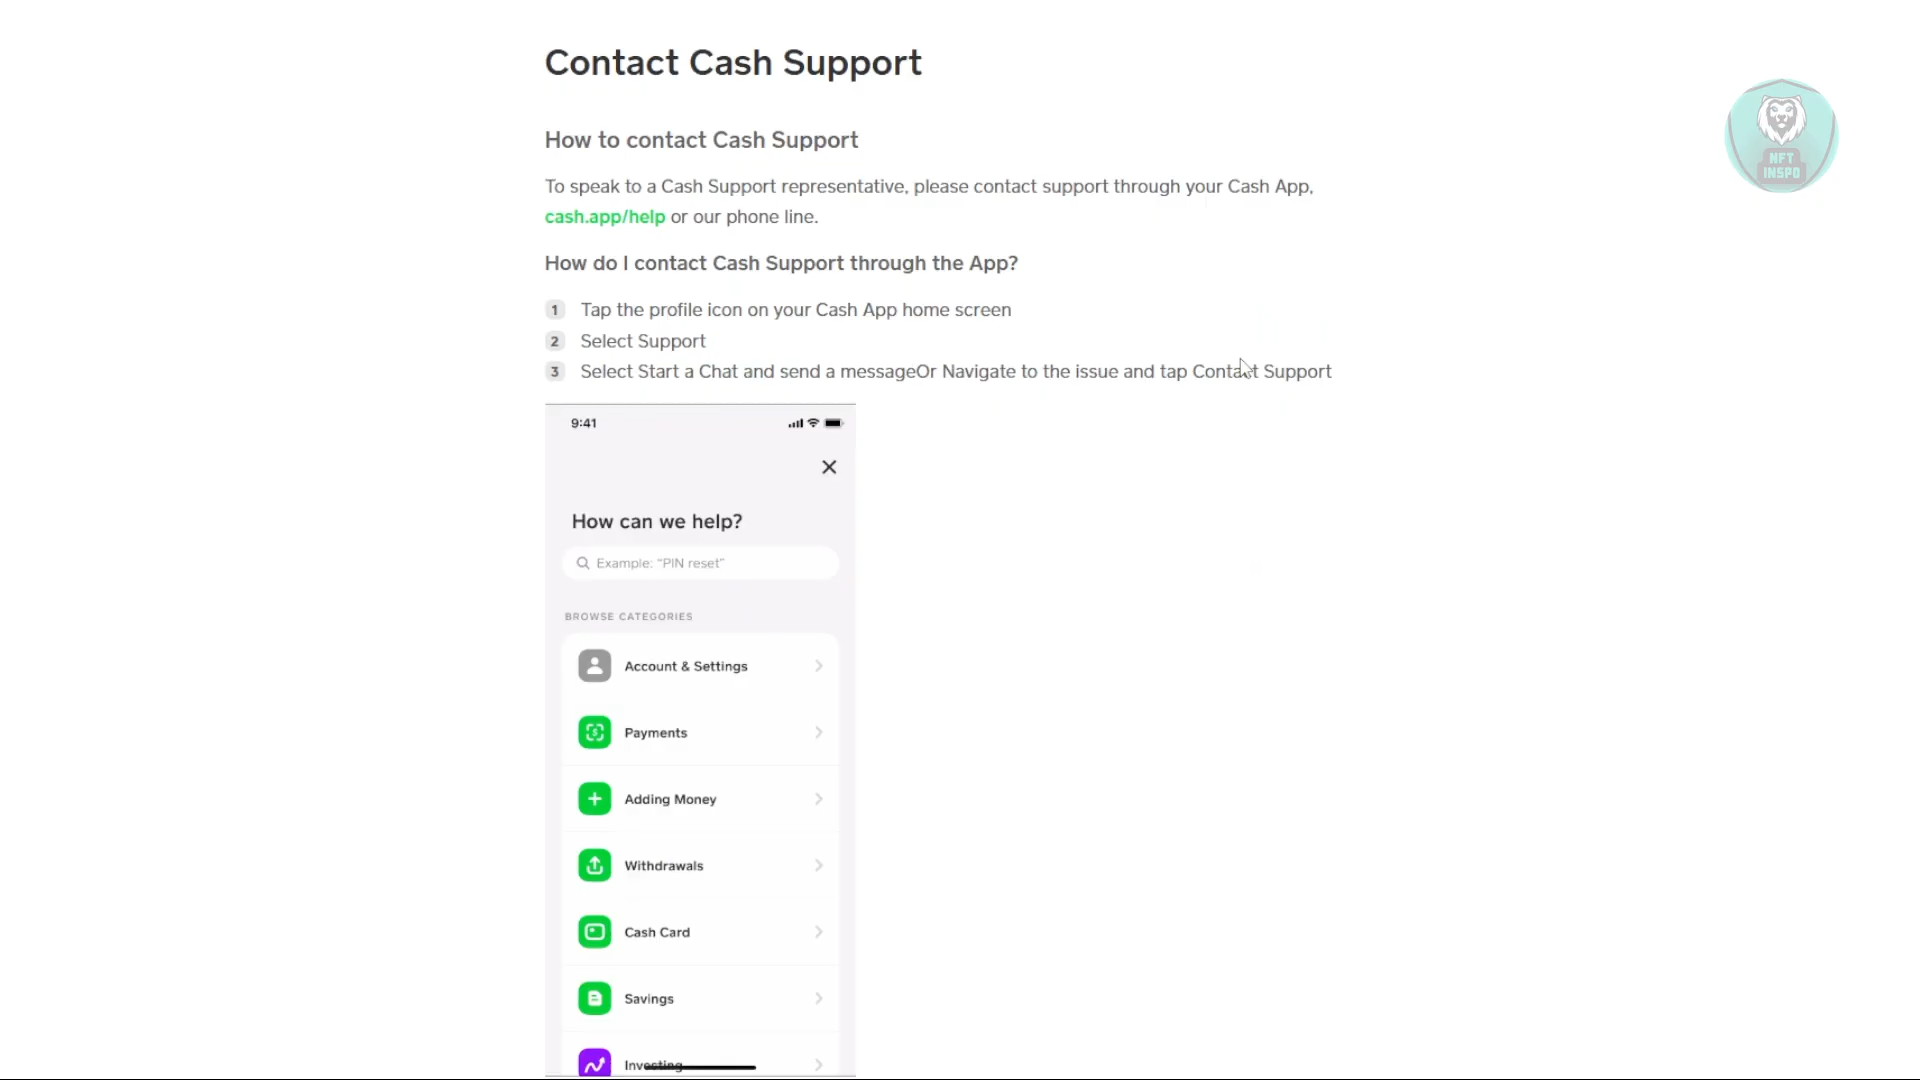 Contact Cash Support
NFT
INSPO
How to contact Cash Support
To speak to a Cash Support representative, please contact support through your Cash App,
cash.app/help or our phone line.
How do I contact Cash Support through the App?
1 Tap the profile icon on your Cash App home screen
2 Select Support
3 Select Start a Chat and send a messageOr Navigate to the issue and tap Contact Support
9:41
How can we help?
Example: "PIN reset"
BROWSE CATEGORIES
Account & Settings
Payments
Adding Money
Withdrawals
Cash Card
Savings
Investing